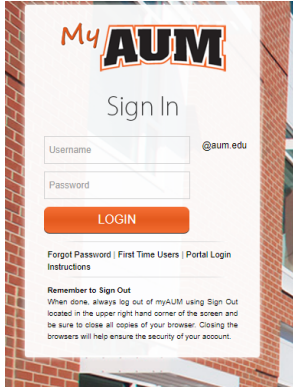 My AUM
Sign In
Username
@aum.edu
Password
LOGIN
Forgot Password | First Time Users | Portal Login
Instructions
Remember to Sign Out
When done, always log out of myAUM using Sign Out
located in the upper right hand corner of the screen and
be sure to close all copies of your browser. Closing the
browsers will help ensure the security of your account.